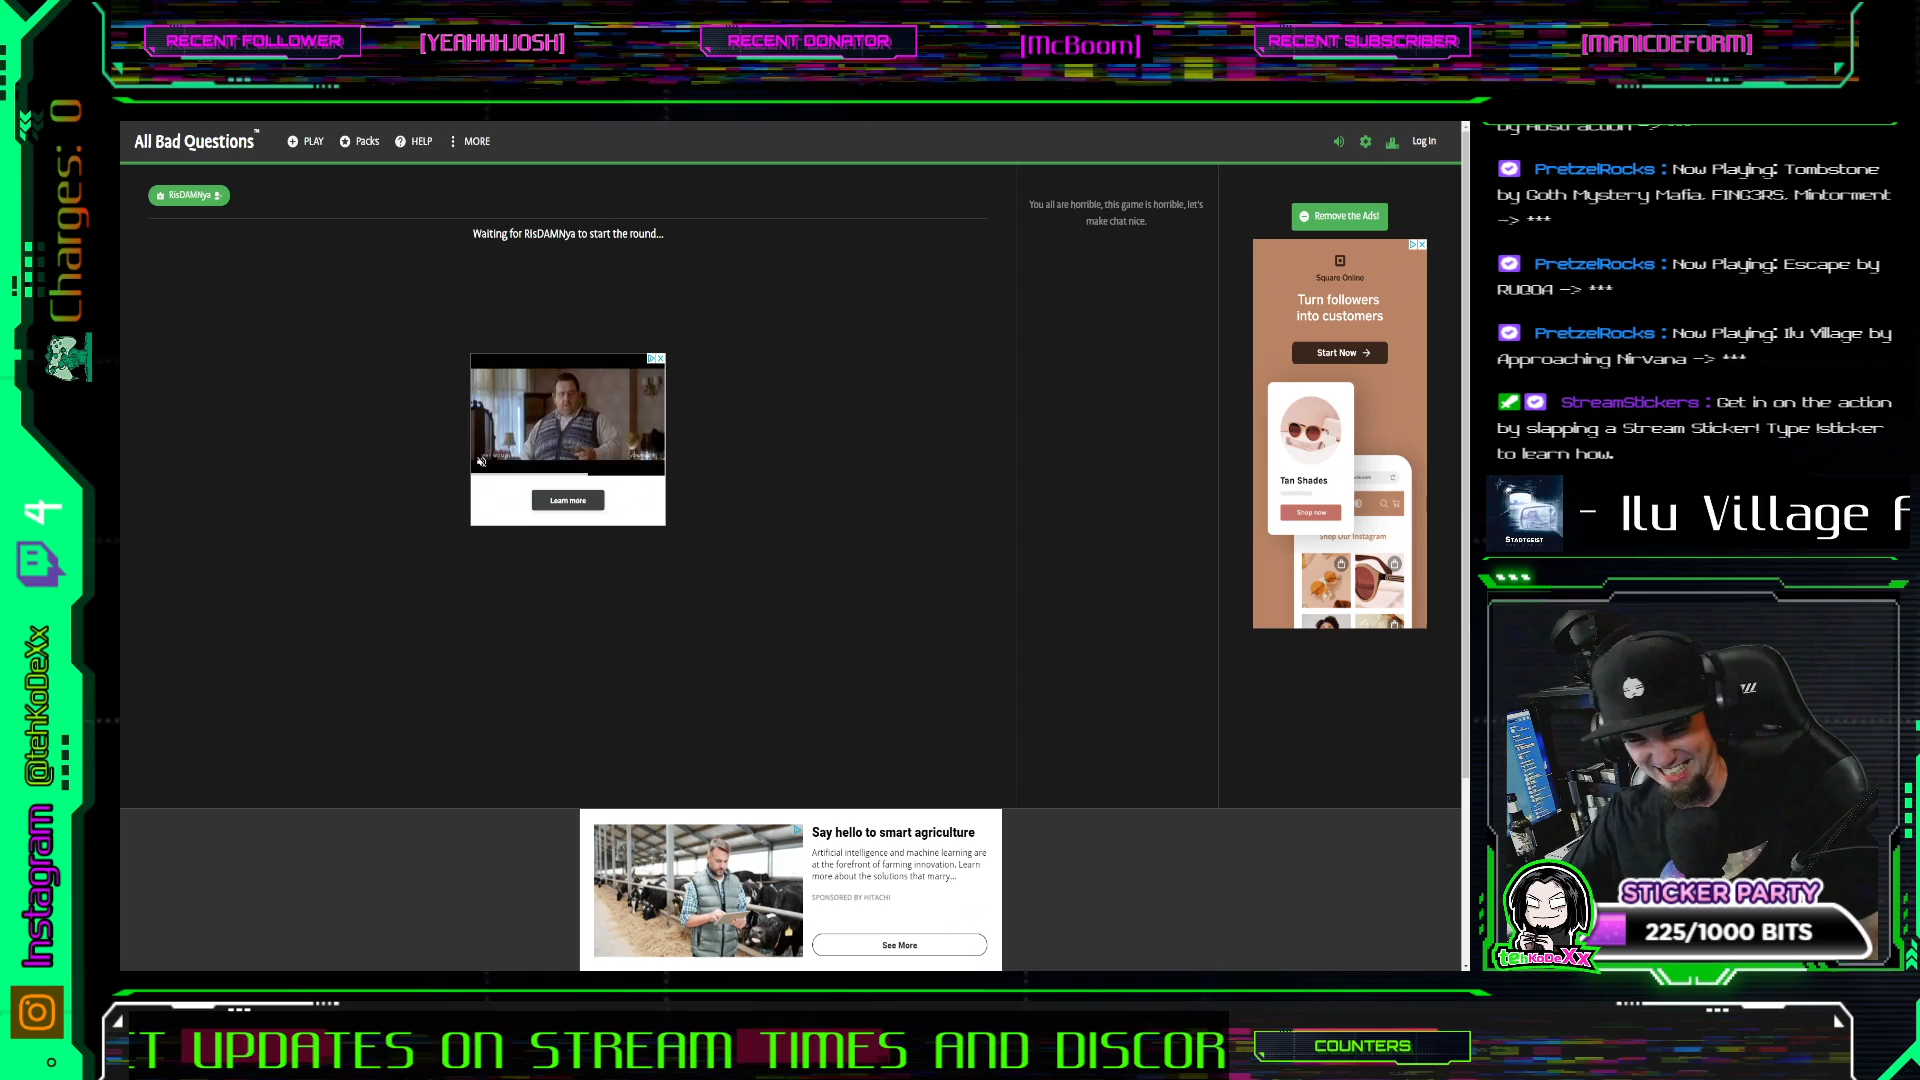 RECENT FOLLOWER
[YEAHHHJOSH]
RECENT DONATOR
[McBoom]
RECENT SUBSCRIBER
[MANICDEFORM]
Charges: 0
4
@tehKoDeXx
Instagram
All Bad Questions™
PLAY
Packs
HELP
MORE
Log In
RisDAMNya
Waiting for RisDAMNya to start the round...
Learn more
You all are horrible, this game is horrible, let's
make chat nice.
Remove the Ads!
Square Online
Turn followers
into customers
Start Now →
Tan Shades
Shop now
Shop Our Instagram
Say hello to smart agriculture
Artificial intelligence and machine learning are
at the forefront of farming innovation. Learn
more about the solutions that marry...
SPONSORED BY HITACHI
See More
by Abstraction -> ***
PretzelRocks : Now Playing: Tombstone
by Goth Mystery Mafia, F1NG3RS, Mintorment
-> ***
PretzelRocks : Now Playing: Escape by
RUQOA -> ***
PretzelRocks : Now Playing: Ilu Village by
Approaching Nirvana -> ***
StreamStickers : Get in on the action
by slapping a Stream Sticker! Type !sticker
to learn how.
STADTGEIST
- Ilu Village
STICKER PARTY
225/1000 BITS
tehKoDeXx
T UPDATES ON STREAM TIMES AND DISCOR
COUNTERS